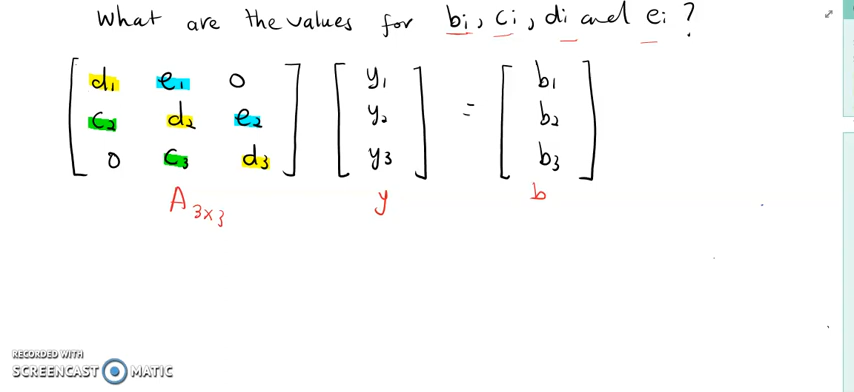 What are the values for bi, ci, di and ei ?
d₁ e₁ 0 y₁ b₁
c₂ d₂ e₂ y₂ = b₂
0 c₃ d₃ y₃ b₃
A₃ₓ₃ y b
RECORDED WITH
SCREENCAST MATIC